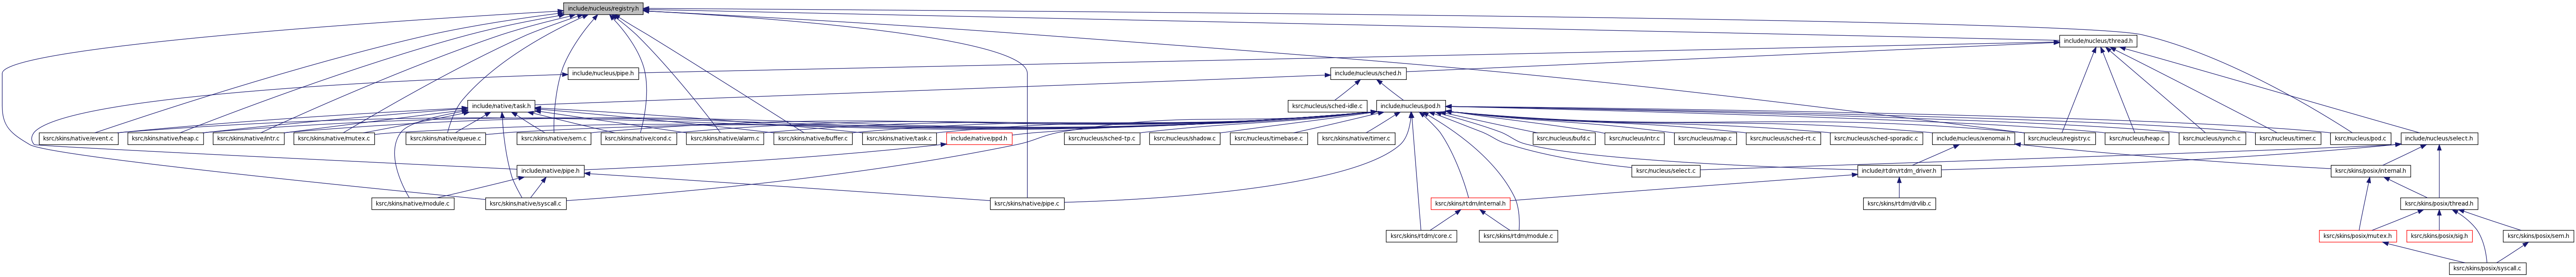 include/nucleus/registry.h
include/nucleus/thread.h
include/nucleus/pipe.h
include/nucleus/sched.h
include/native/task.h
ksrc/nucleus/sched-idle.c
include/nucleus/pod.h
ksrc/skins/native/event.c
ksrc/skins/native/heap.c
ksrc/skins/native/intr.c
ksrc/skins/native/mutex.c
ksrc/skins/native/queue.c
ksrc/skins/native/sem.c
ksrc/skins/native/cond.c
ksrc/skins/native/alarm.c
ksrc/skins/native/buffer.c
ksrc/skins/native/task.c
include/native/ppd.h
ksrc/nucleus/sched-tp.c
ksrc/nucleus/shadow.c
ksrc/nucleus/timebase.c
ksrc/skins/native/timer.c
ksrc/nucleus/bufd.c
ksrc/nucleus/intr.c
ksrc/nucleus/map.c
ksrc/nucleus/sched-rt.c
ksrc/nucleus/sched-sporadic.c
include/nucleus/xenomai.h
ksrc/nucleus/registry.c
ksrc/nucleus/heap.c
ksrc/nucleus/synch.c
ksrc/nucleus/timer.c
ksrc/nucleus/pod.c
include/nucleus/select.h
include/native/pipe.h
ksrc/nucleus/select.c
include/rtdm/rtdm_driver.h
ksrc/skins/posix/internal.h
ksrc/skins/native/module.c
ksrc/skins/native/syscall.c
ksrc/skins/native/pipe.c
ksrc/skins/rtdm/internal.h
ksrc/skins/rtdm/drvlib.c
ksrc/skins/posix/thread.h
ksrc/skins/rtdm/core.c
ksrc/skins/rtdm/module.c
ksrc/skins/posix/mutex.h
ksrc/skins/posix/sig.h
ksrc/skins/posix/sem.h
ksrc/skins/posix/syscall.c